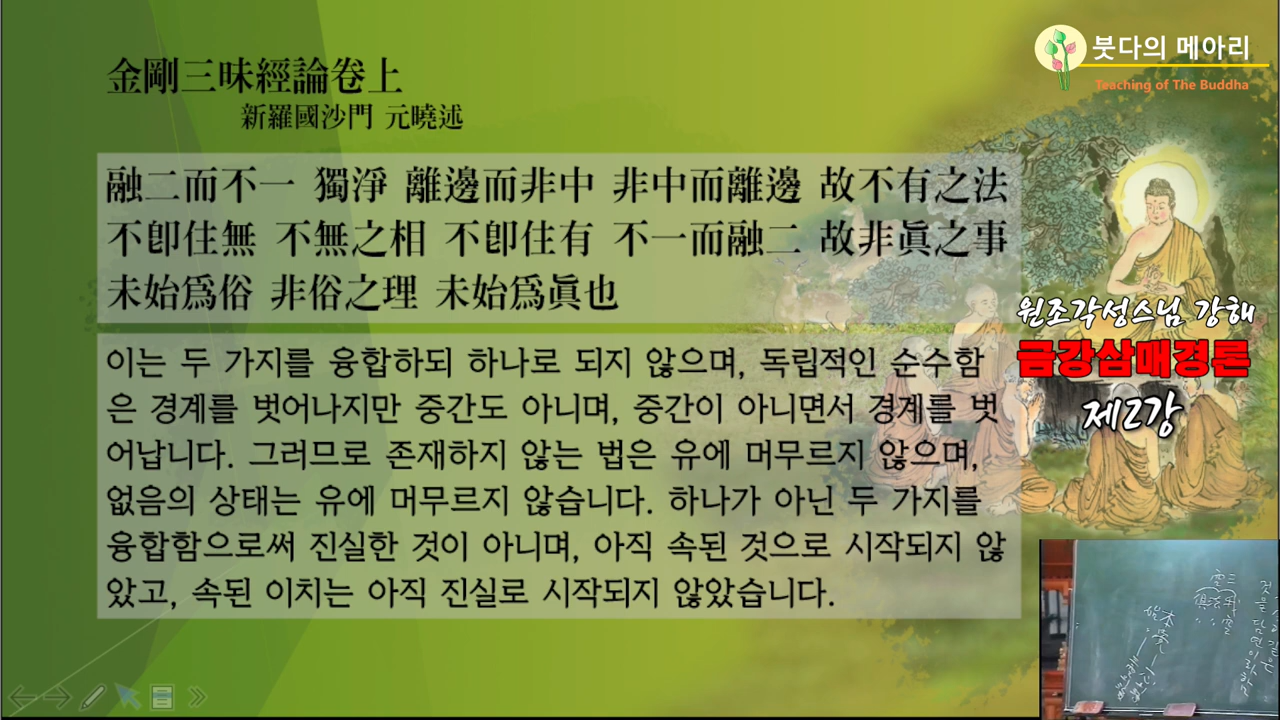 金剛三昧經論卷上
新羅國沙門 元曉述
融二而不一 獨淨 離邊而非中 非中而離邊 故不有之法
不卽住無 不無之相 不卽住有 不一而融二 故非眞之事
未始爲俗 非俗之理 未始爲眞也
이는 두 가지를 융합하되 하나로 되지 않으며, 독립적인 순수함
은 경계를 벗어나지만 중간도 아니며, 중간이 아니면서 경계를 벗
어납니다. 그러므로 존재하지 않는 법은 유에 머무르지 않으며,
없음의 상태는 유에 머무르지 않습니다. 하나가 아닌 두 가지를
융합함으로써 진실한 것이 아니며, 아직 속된 것으로 시작되지 않
았고, 속된 이치는 아직 진실로 시작되지 않았습니다.
붓다의 메아리
Teaching of The Buddha
원조각성스님 강해
금강삼매경론
제2강